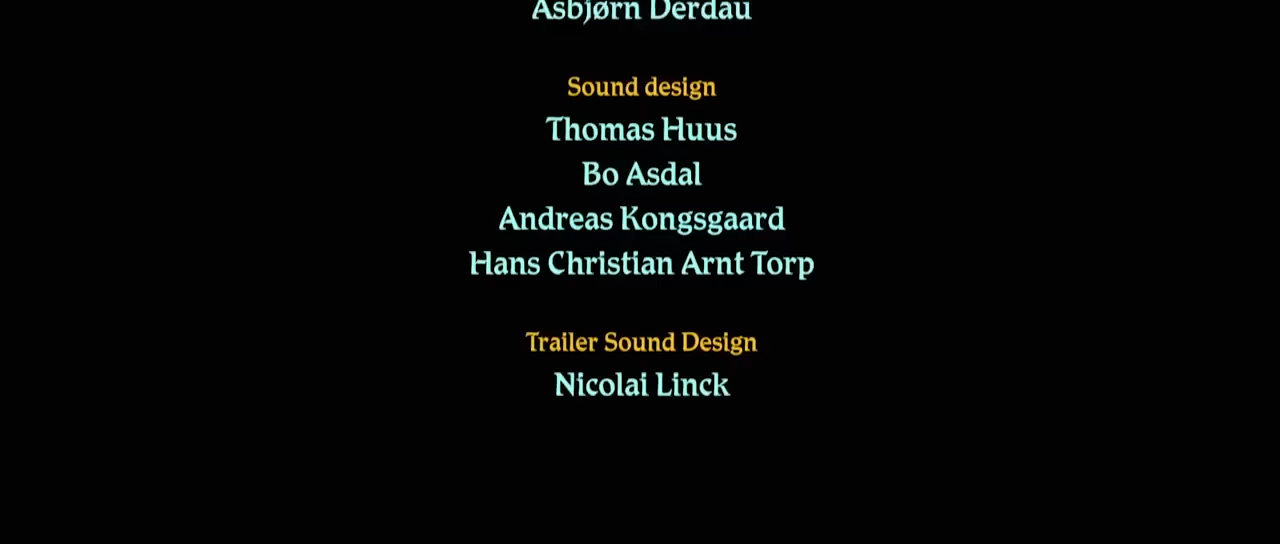 Asbjørn Derdau
Sound design
Thomas Huus
Bo Asdal
Andreas Kongsgaard
Hans Christian Arnt Torp
Trailer Sound Design
Nicolai Linck